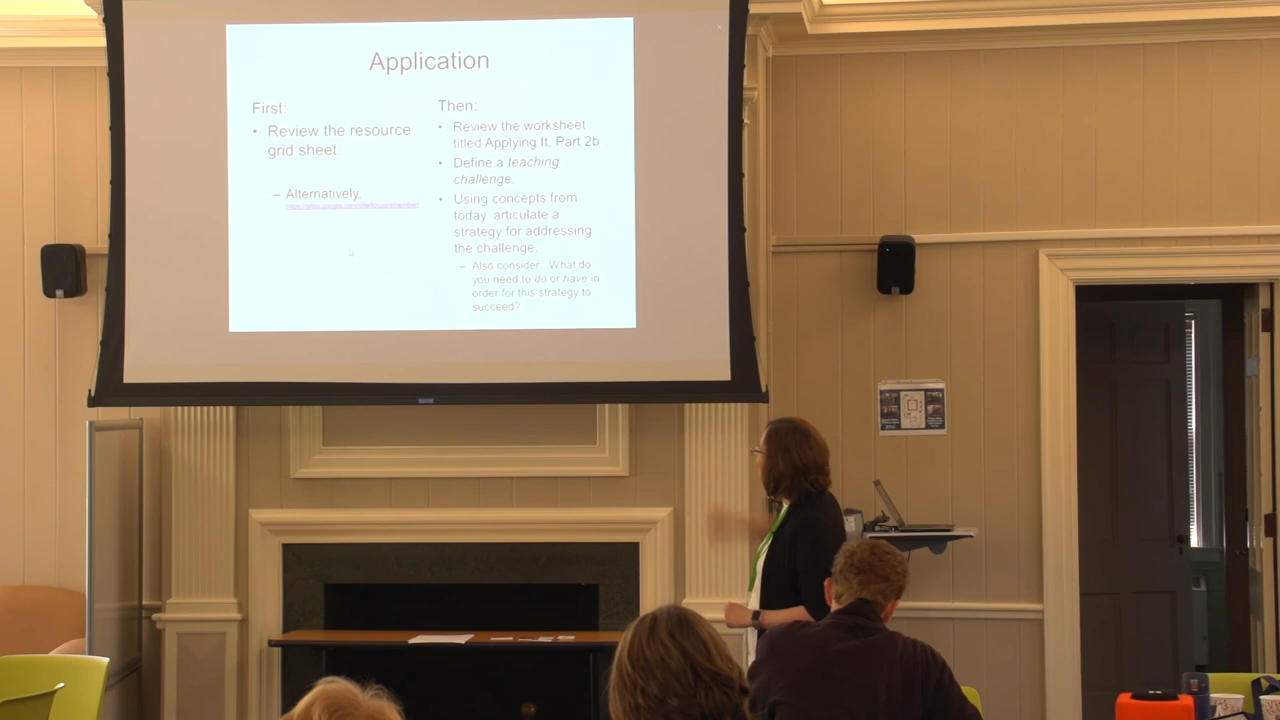 Application
First:
• Review the resource
grid sheet.
– Alternatively,
Then:
• Review the worksheet
titled Applying It, Part 2b
• Define a teaching
challenge.
• Using concepts from
today, articulate a
strategy for addressing
the challenge.
– Also consider: What do
you need to do or have in
order for this strategy to
succeed?